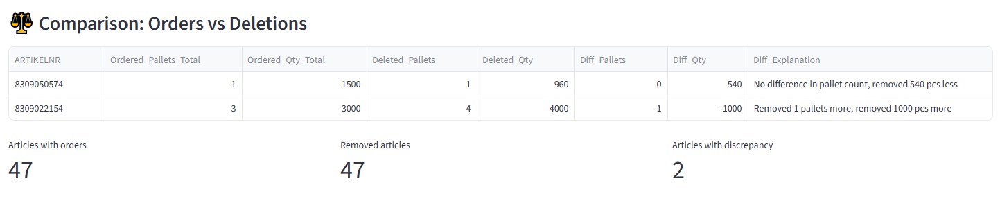 Comparison: Orders vs Deletions
ARTIKELNR Ordered_Pallets_Total Ordered_Qty_Total Deleted_Pallets Deleted_Qty Diff_Pallets Diff_Qty Diff_Explanation
8309050574 1 1500 1 960 0 540 No difference in pallet count, removed 540 pcs less
8309022154 3 3000 4 4000 -1 -1000 Removed 1 pallets more, removed 1000 pcs more
Articles with orders Removed articles Articles with discrepancy
47 47 2